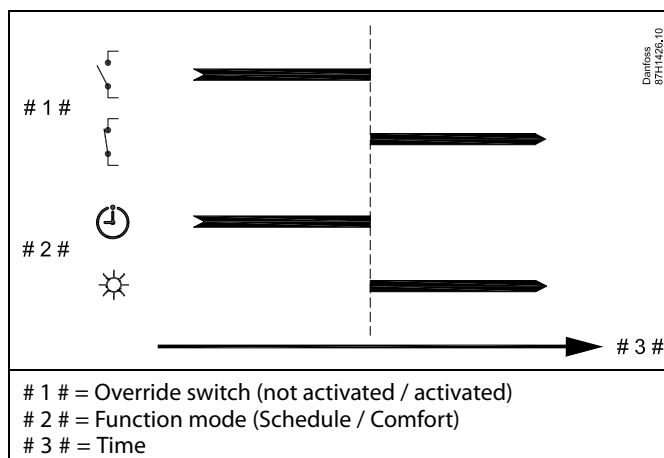 Danfoss
87H1426.10
# 1 #
# 2 #
# 3 #
# 1 # = Override switch (not activated / activated)
# 2 # = Function mode (Schedule / Comfort)
# 3 # = Time